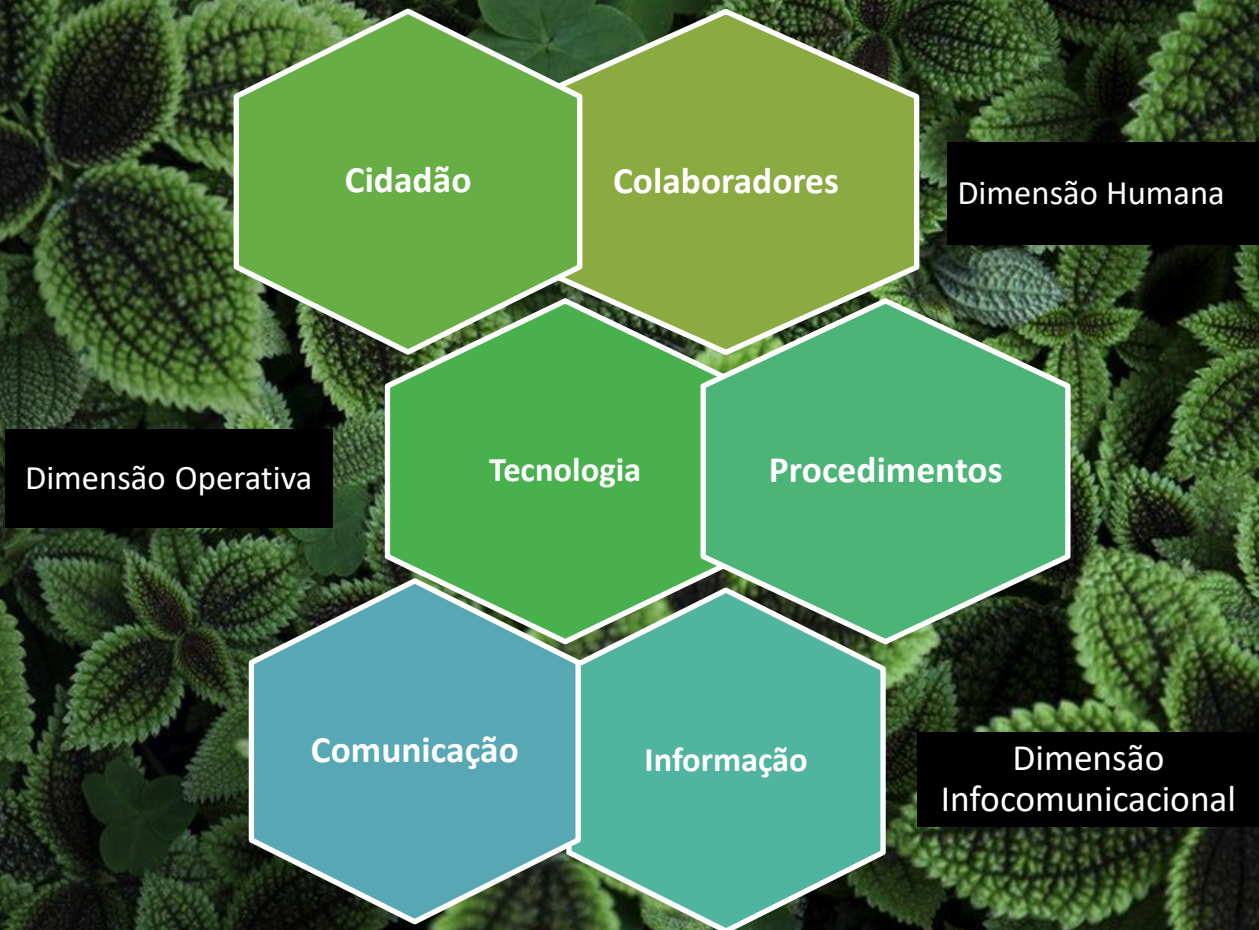 Cidadão
Colaboradores
Dimensão Humana
Dimensão Operativa
Tecnologia
Procedimentos
Comunicação
Informação
Dimensão
Infocomunicacional